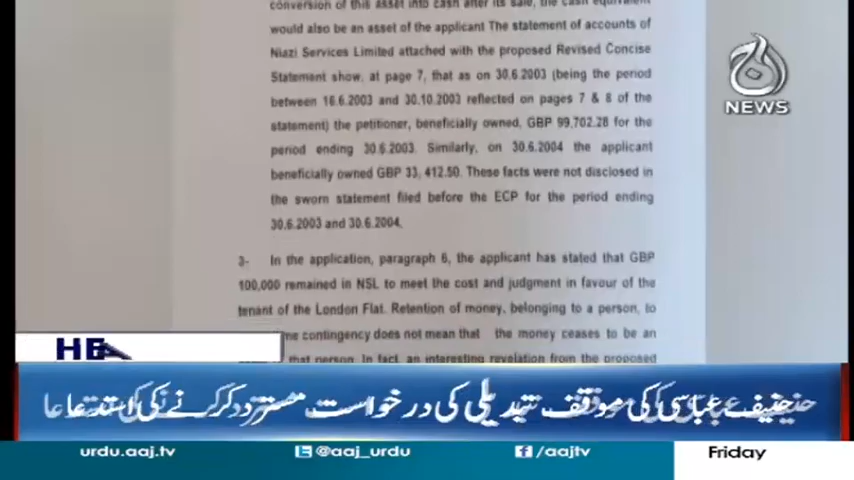 conversion of this asset into cash after its sale, the cash equivalent
would also be an asset of the applicant The statement of accounts of
Niazi Services Limited attached with the proposed Revised Concise
Statement show, at page 7, that as on 30.6.2003 (being the period
between 16.6.2003 and 30.10.2003 reflected on pages 7 & 8 of the
statement) the petitioner, beneficially owned, GBP 99,702.28 for the
period ending 30.6.2003. Similarly, on 30.6.2004 the applicant
beneficially owned GBP 33, 412.50. These facts were not disclosed in
the sworn statement filed before the ECP for the period ending
30.6.2003 and 30.6.2004.
3- In the application, paragraph 6, the applicant has stated that GBP
100,000 remained in NSL to meet the cost and judgment in favour of the
tenant of the London Flat. Retention of money, belonging to a person, to
contingency does not mean that the money ceases to be an
that person. In fact, an interesting revelation from the proposed
آج
NEWS
HE
حنیف عباسی کی موقف تبدیلی کی درخواست مسترد کرنے کی استدعا
urdu.aaj.tv
@aaj_urdu
/aajtv
Friday